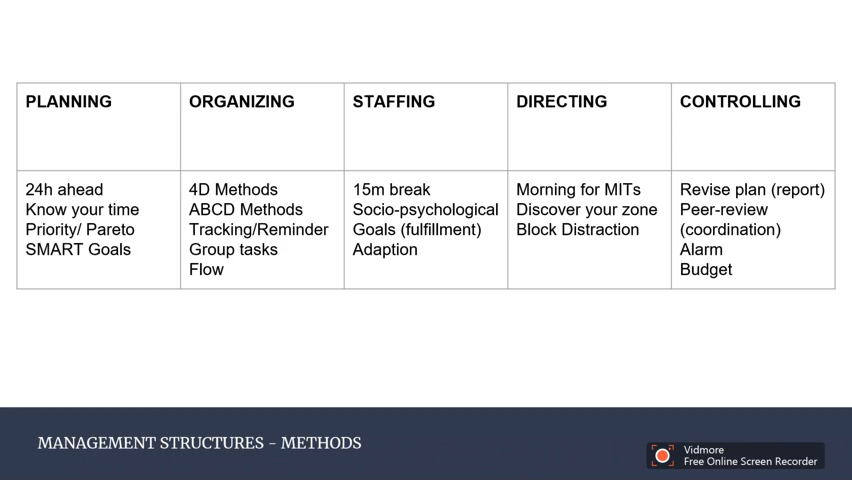 PLANNING
ORGANIZING
STAFFING
DIRECTING
CONTROLLING
24h ahead
Know your time
Priority/ Pareto
SMART Goals
4D Methods
ABCD Methods
Tracking/Reminder
Group tasks
Flow
15m break
Socio-psychological
Goals (fulfillment)
Adaption
Morning for MITs
Discover your zone
Block Distraction
Revise plan (report)
Peer-review
(coordination)
Alarm
Budget
MANAGEMENT STRUCTURES - METHODS
Vidmore
Free Online Screen Recorder